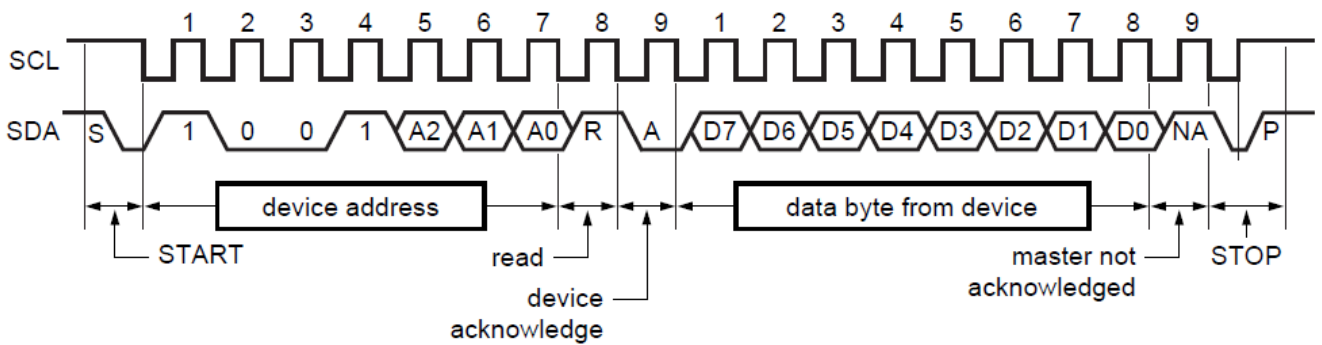 1 2 3 4 5 6 7 8 9 1 2 3 4 5 6 7 8 9
SCL
SDA S 1 0 0 1 A2 A1 A0 R A D7 D6 D5 D4 D3 D2 D1 D0 NA P
device address data byte from device
START read master not STOP
acknowledged
device
acknowledge